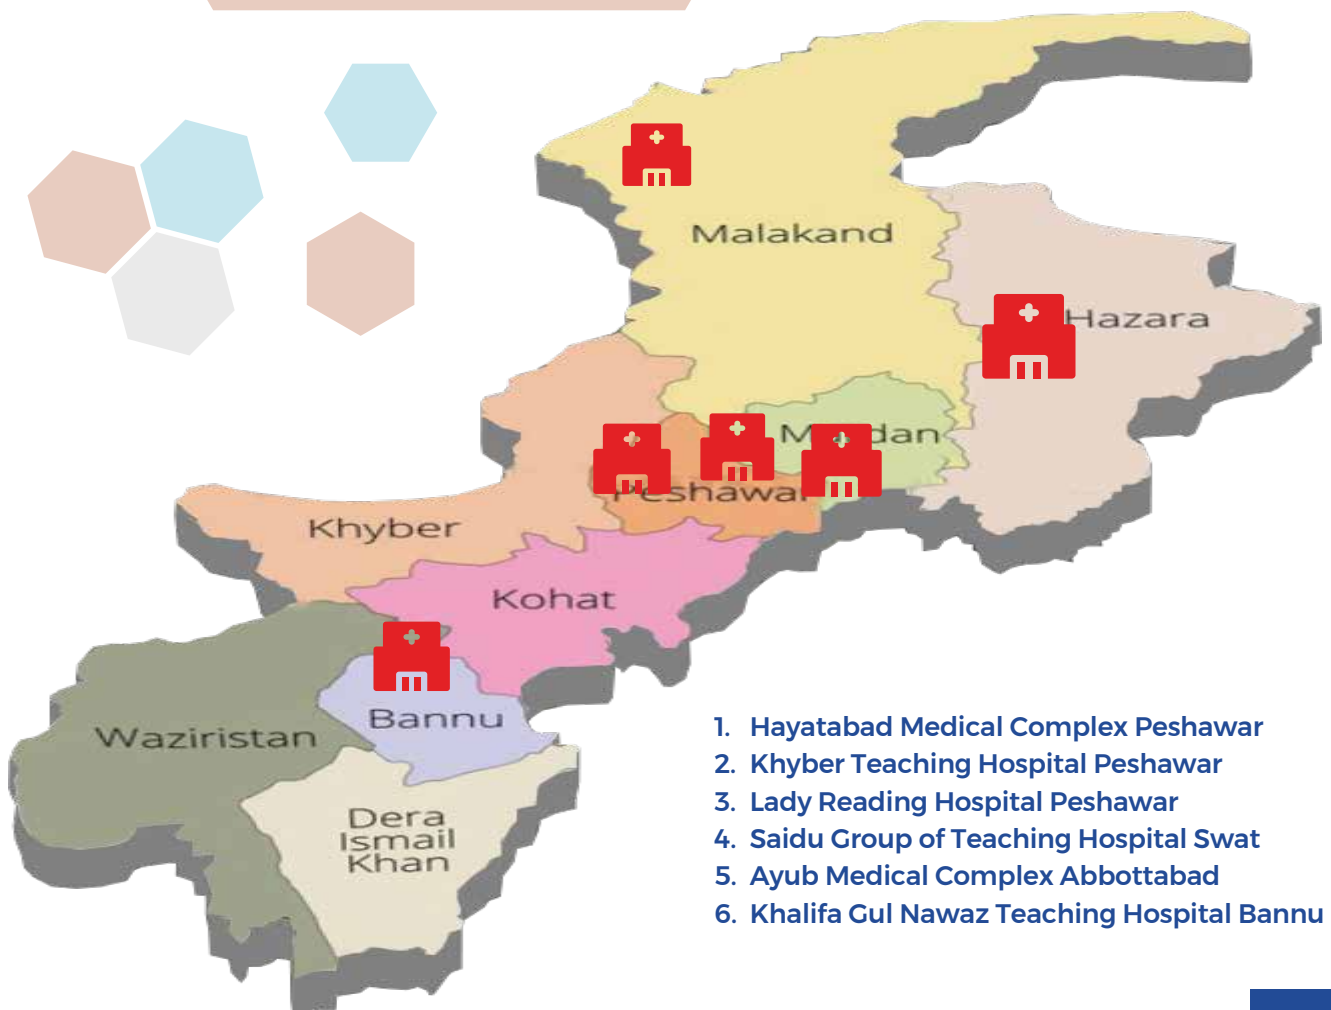 Malakand
Hazara
Mardan
Peshawar
Khyber
Kohat
Bannu
Waziristan
Dera
Ismail
Khan
1. Hayatabad Medical Complex Peshawar
2. Khyber Teaching Hospital Peshawar
3. Lady Reading Hospital Peshawar
4. Saidu Group of Teaching Hospital Swat
5. Ayub Medical Complex Abbottabad
6. Khalifa Gul Nawaz Teaching Hospital Bannu